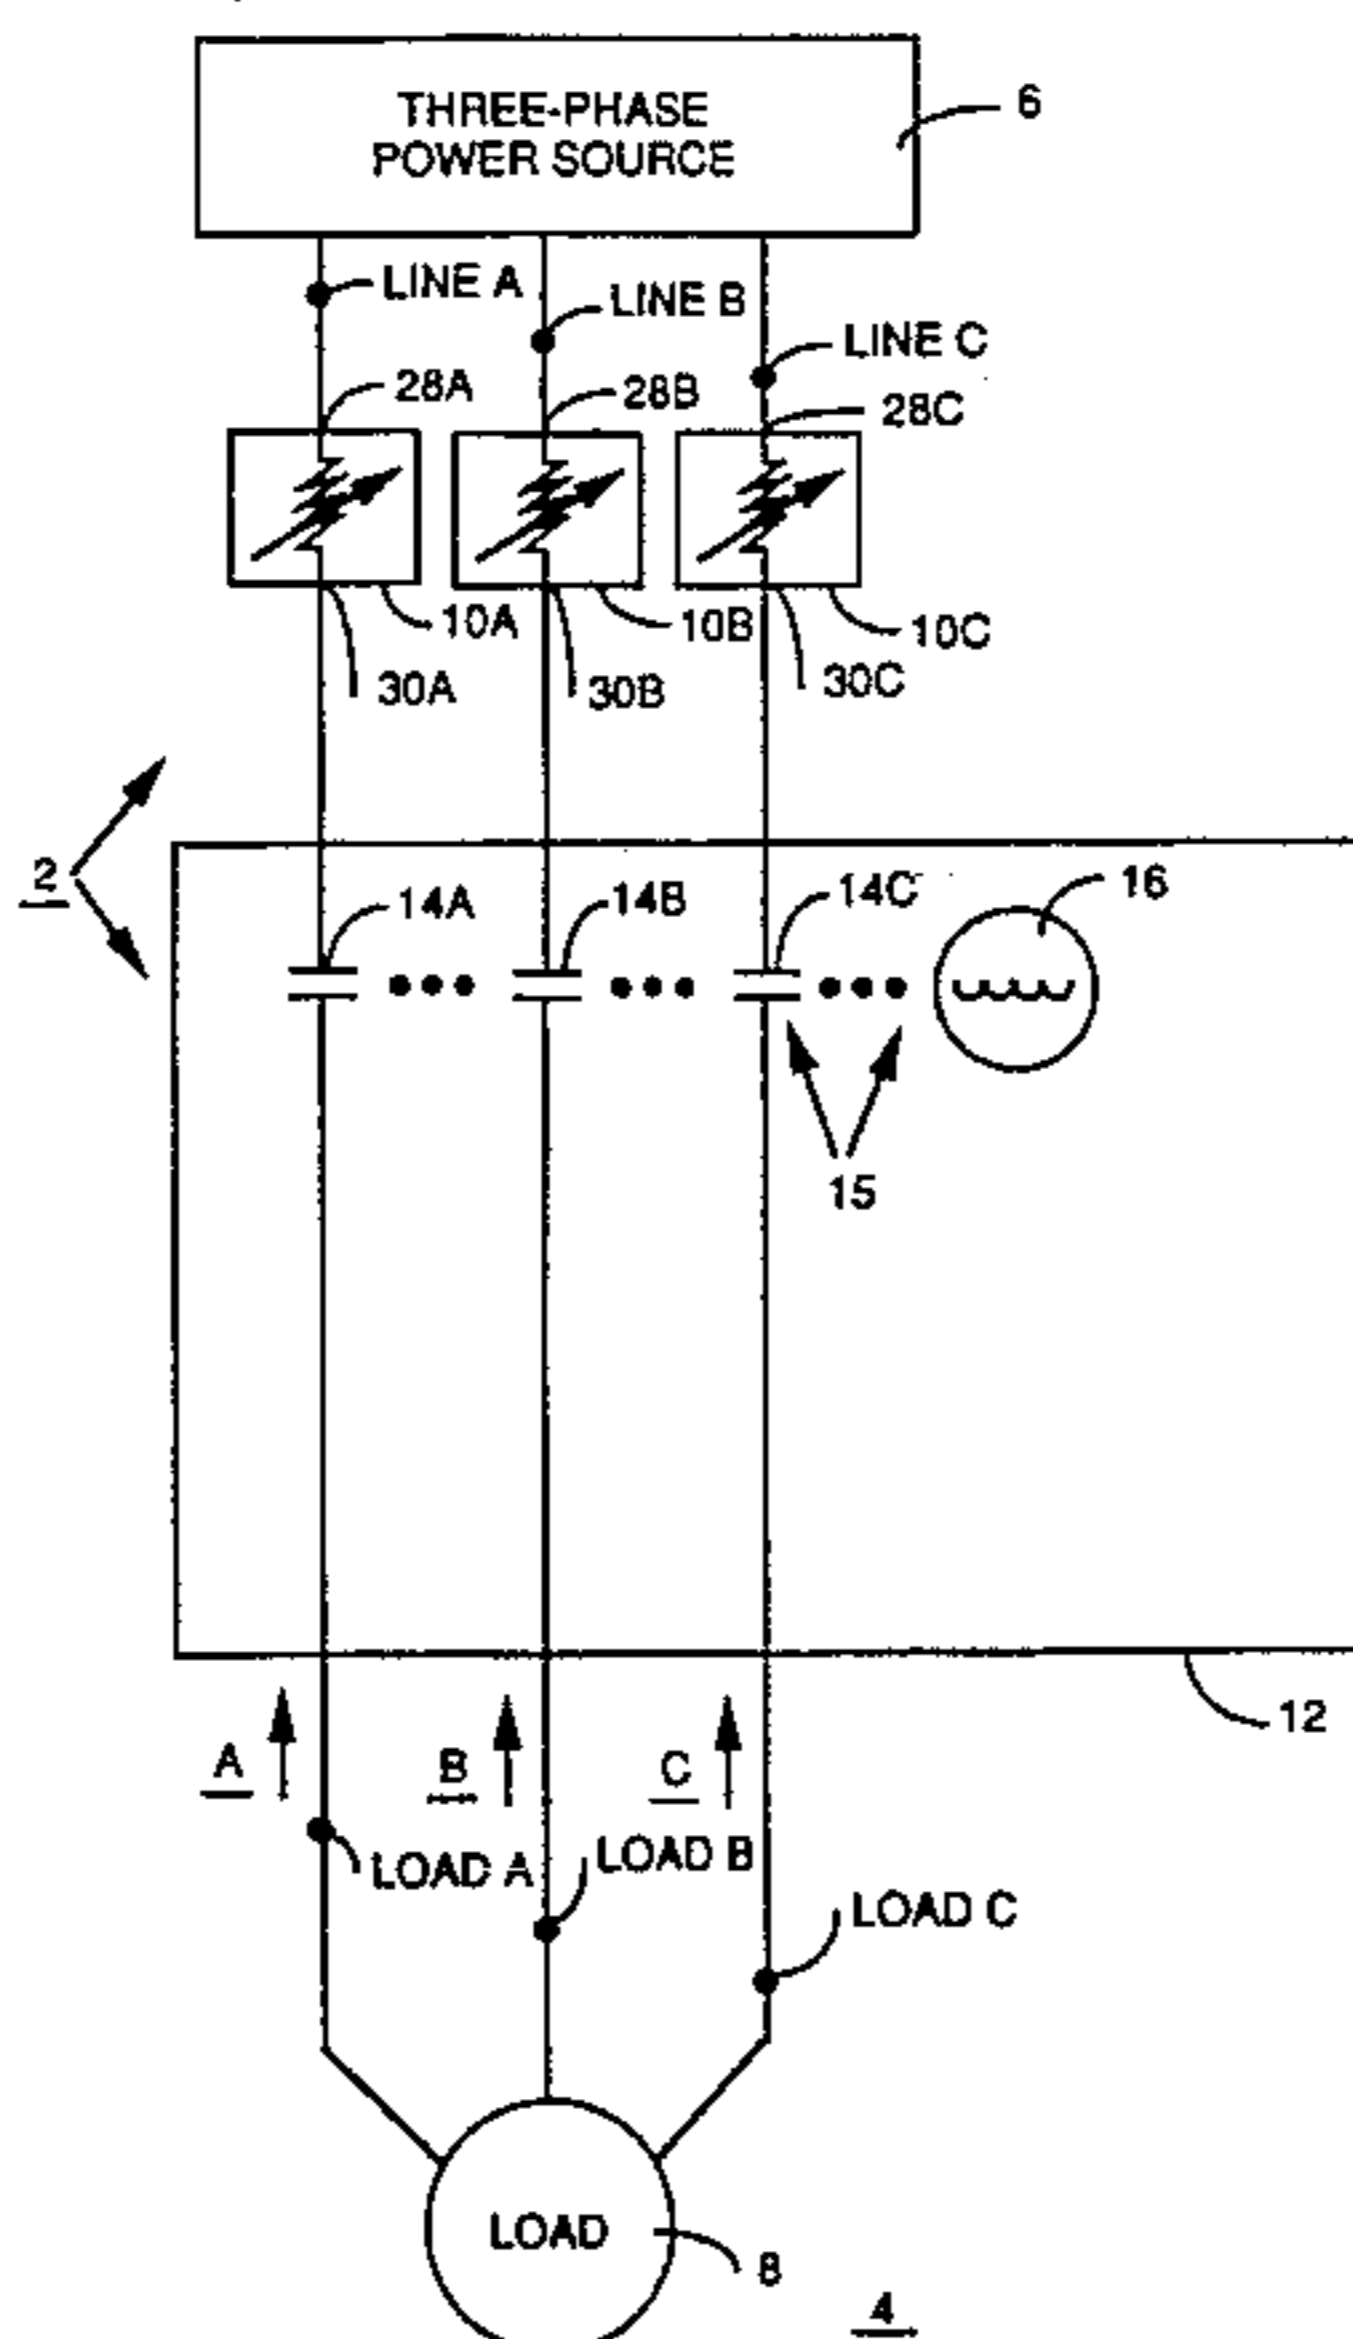 THREE-PHASE
POWER SOURCE
6
LINE A
LINE B
LINE C
28A
28B
28C
10A
10B
10C
30A
30B
30C
2
14A
14B
14C
16
15
12
A
B
C
LOAD A
LOAD B
LOAD C
LOAD
8
4